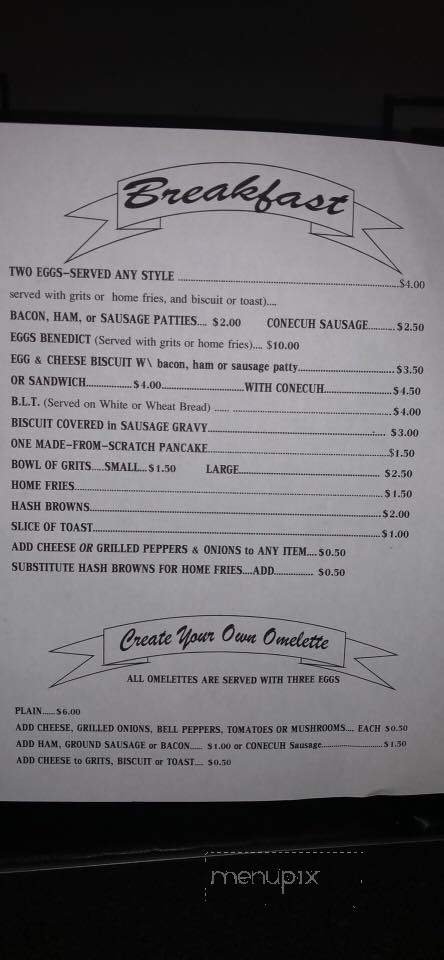 Breakfast
TWO EGGS-SERVED ANY STYLE ........$4.00
served with grits or home fries, and biscuit or toast)....
BACON, HAM, or SAUSAGE PATTIES.... $2.00 CONECUH SAUSAGE..........$2.50
EGGS BENEDICT (Served with grits or home fries).... $10.00
EGG & CHEESE BISCUIT W\ bacon, ham or sausage patty........$3.50
OR SANDWICH........$4.00........WITH CONECUH........$4.50
B.L.T. (Served on White or Wheat Bread) ..... ........$4.00
BISCUIT COVERED in SAUSAGE GRAVY........$3.00
ONE MADE-FROM-SCRATCH PANCAKE........$1.50
BOWL OF GRITS.....SMALL...$1.50 LARGE........$2.50
HOME FRIES........$1.50
HASH BROWNS........$2.00
SLICE OF TOAST........$1.00
ADD CHEESE OR GRILLED PEPPERS & ONIONS to ANY ITEM....$0.50
SUBSTITUTE HASH BROWNS FOR HOME FRIES....ADD............... $0.50
Create Your Own Omelette
ALL OMELETTES ARE SERVED WITH THREE EGGS
PLAIN......$6.00
ADD CHEESE, GRILLED ONIONS, BELL PEPPERS, TOMATOES OR MUSHROOMS.... EACH $0.50
ADD HAM, GROUND SAUSAGE or BACON...... $1.00 or CONECUH Sausage........$1.50
ADD CHEESE to GRITS, BISCUIT or TOAST.... $0.50
menupix